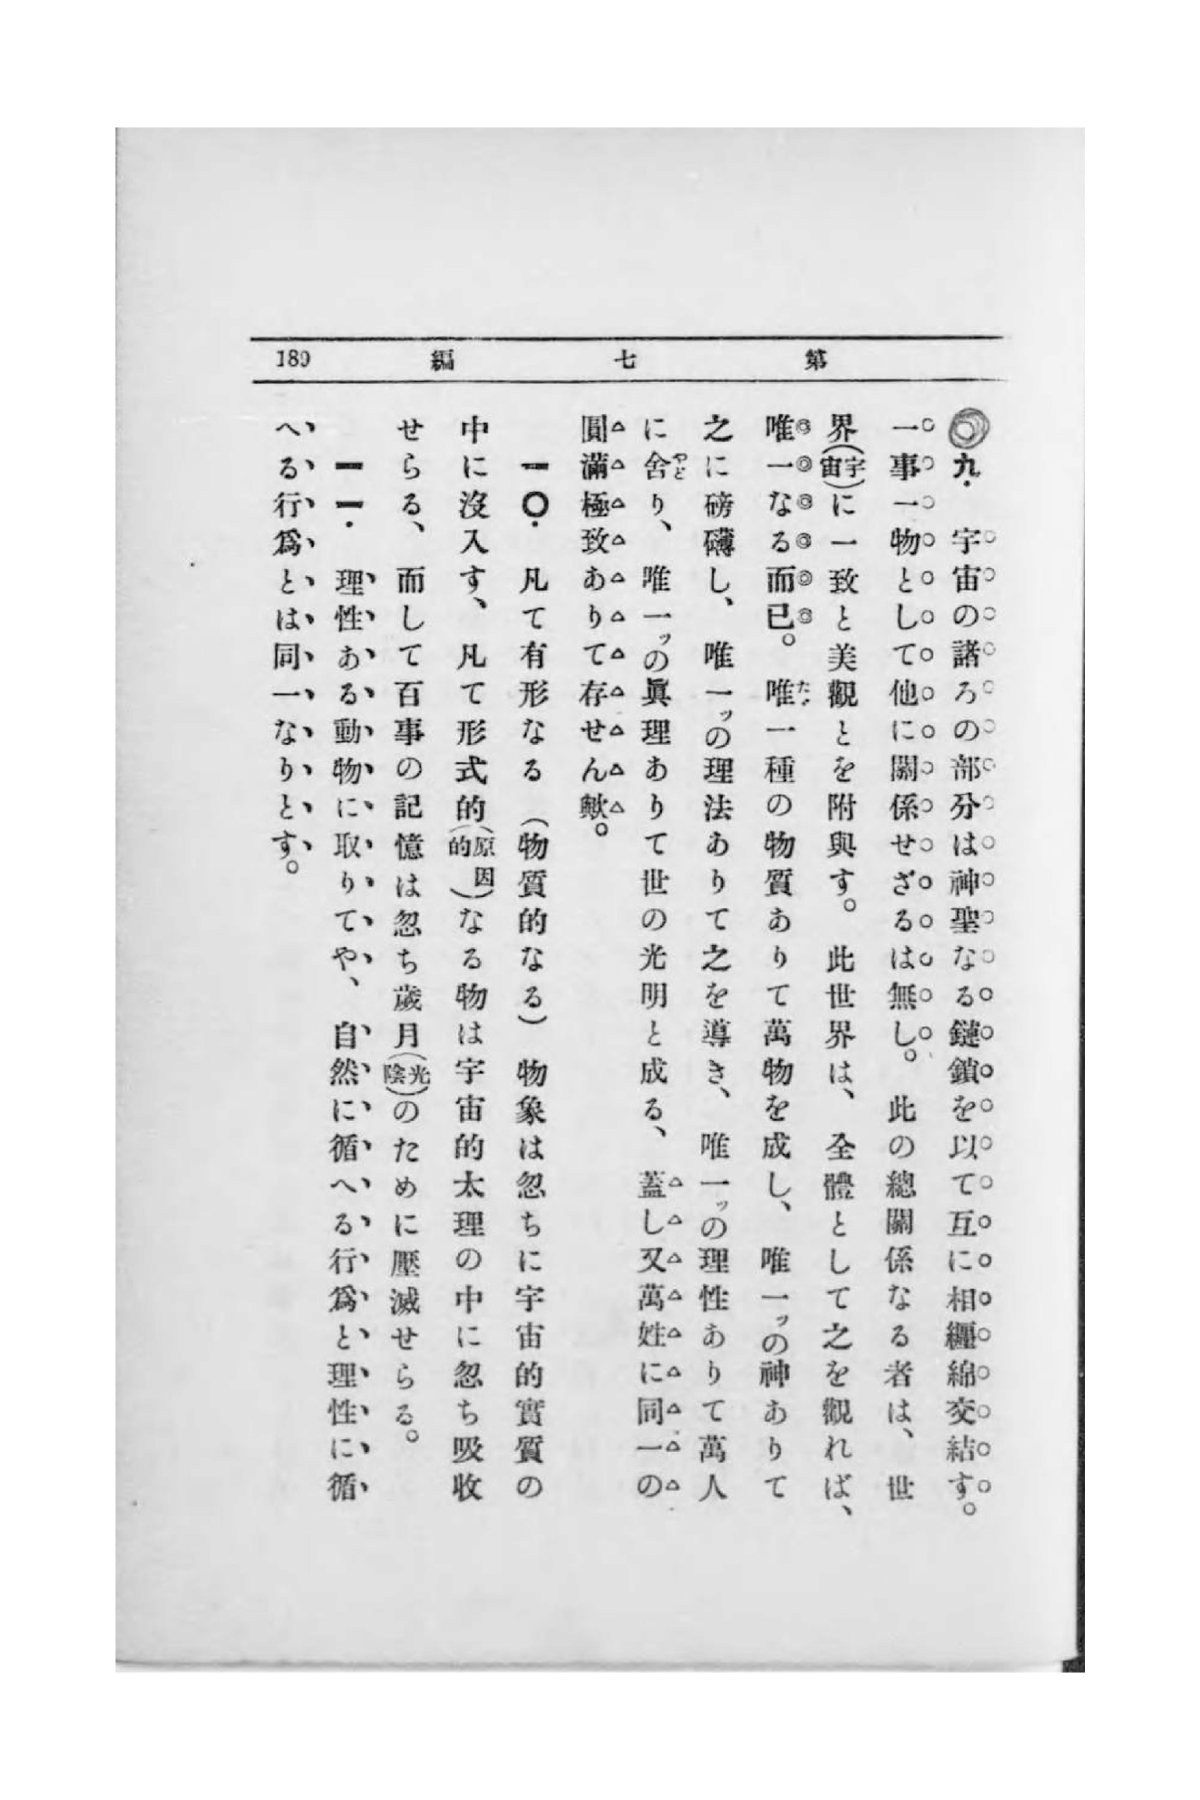 第七編 189
九. 宇宙の諸ろの部分は神聖なる鏈鎖を以て互に相纒綿交結す。
一事一物として他に關係せざるは無し。此の總關係なる者は、世
界(宇宙)に一致と美觀とを附與す。此世界は、全體として之を觀れば、
唯一なる而已。唯一種の物質ありて萬物を成し、唯一ッの神ありて
之に磅礴し、唯一ッの理法ありて之を導き、唯一ッの理性ありて萬人
に舍り、唯一ッの眞理ありて世の光明と成る、蓋し又萬姓に同一の
圓滿極致ありて存せん歟。
一〇. 凡て有形なる(物質的なる)物象は忽ちに宇宙的實質の
中に沒入す、凡て形式的(原因的)なる物は宇宙的太理の中に忽ち吸收
せらる、而して百事の記憶は忽ち歲月(光陰)のために壓滅せらる。
一一. 理性ある動物に取りてや、自然に循へる行爲と理性に循
へる行爲とは同一なりとす。